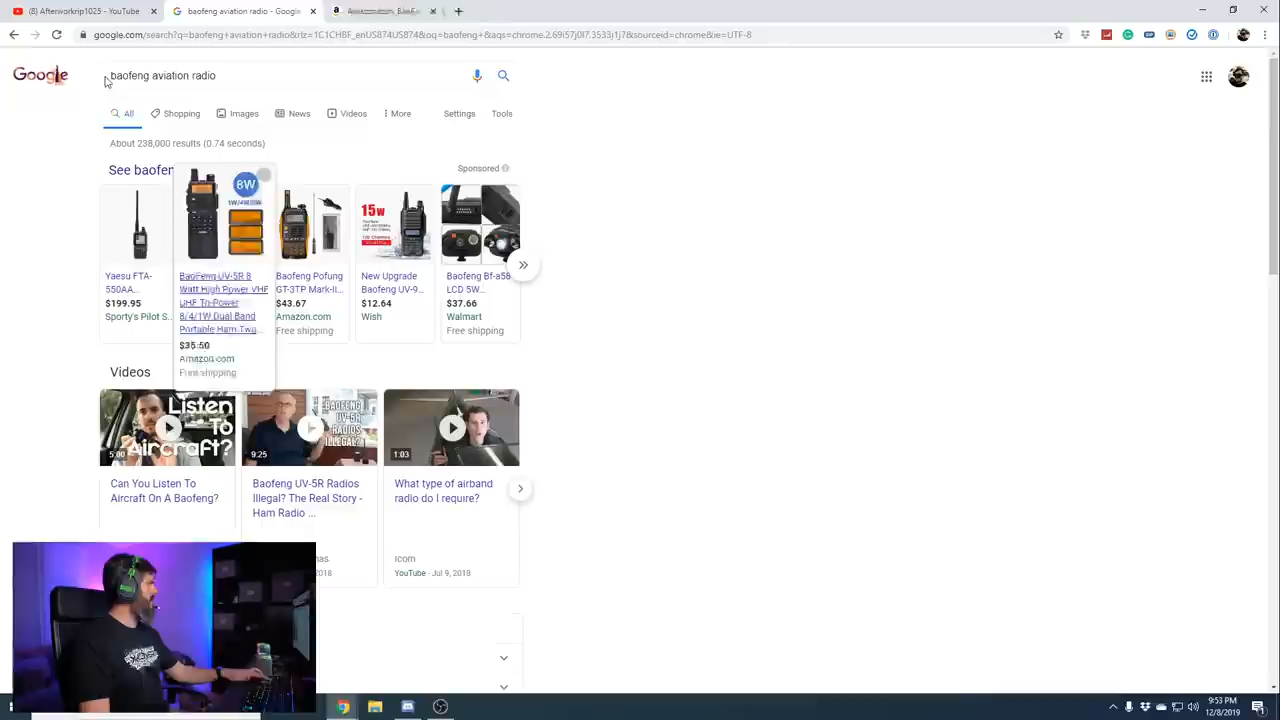 (8) Afterworkrip1025 - YouTube
baofeng aviation radio - Google
google.com/search?q=baofeng+aviation+radio&rlz=1C1CHBF_enUS874US874&oq=baofeng+&aqs=chrome.2.69i57j0l7.3533j1j7&sourceid=chrome&ie=UTF-8
Google
baofeng aviation radio
All
Shopping
Images
News
Videos
More
Settings
Tools
About 238,000 results (0.74 seconds)
See baofen
Sponsored
8W
15w
Yaesu FTA-
550AA...
$199.95
Sporty's Pilot S...
BaoFeng UV-5R 8
Watt High Power VHF
UHF Tri-Power
8/4/1W Dual Band
Portable Ham Two...
$35.50
Amazon.com
Free shipping
Baofeng Pofung
GT-3TP Mark-II...
$43.67
Amazon.com
Free shipping
New Upgrade
Baofeng UV-9...
$12.64
Wish
Baofeng Bf-a58
LCD 5W...
$37.66
Walmart
Free shipping
Videos
Listen
To
Aircraft?
5:00
BAOFENG
UV-5R
RADIOS
ILLEGAL?
9:25
1:03
Can You Listen To
Aircraft On A Baofeng?
Baofeng UV-5R Radios
Illegal? The Real Story -
Ham Radio ...
What type of airband
radio do I require?
Icom
YouTube - Jul 9, 2018
9:53 PM
12/8/2019